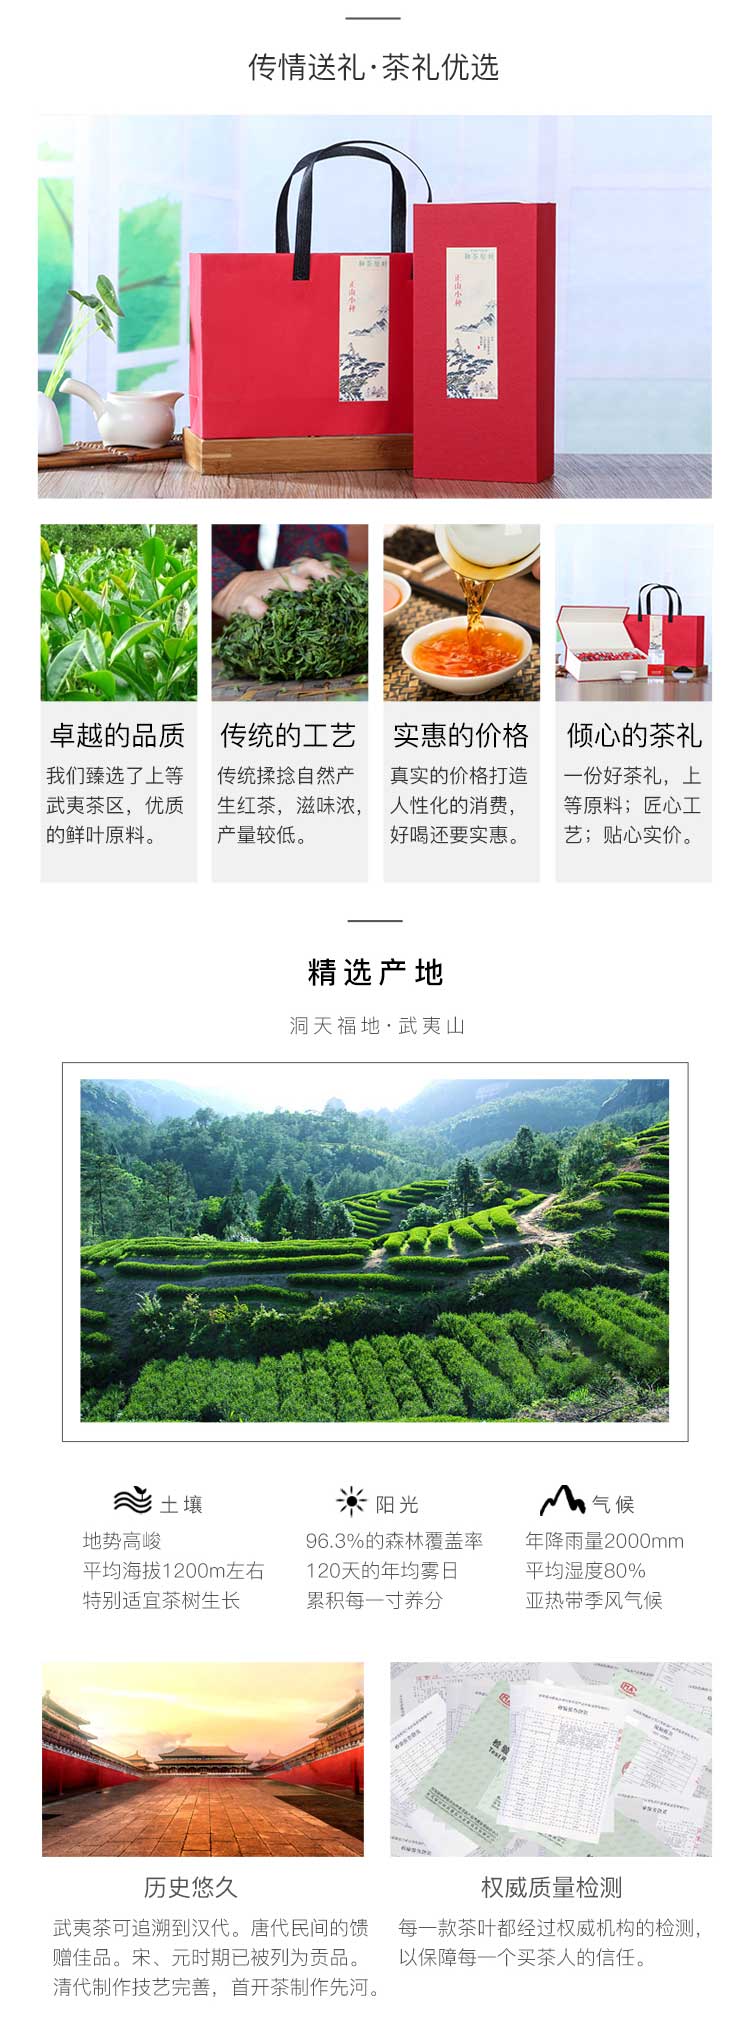 传情送礼·茶礼优选
正山小种
正山小种
卓越的品质
我们臻选了上等
武夷茶区，优质
的鲜叶原料。
传统的工艺
传统揉捻自然产
生红茶，滋味浓，
产量较低。
实惠的价格
真实的价格打造
人性化的消费，
好喝还要实惠。
倾心的茶礼
一份好茶礼，上
等原料；匠心工
艺；贴心实价。
精选产地
洞天福地·武夷山
土壤
地势高峻
平均海拔1200m左右
特别适宜茶树生长
阳光
96.3%的森林覆盖率
120天的年均雾日
累积每一寸养分
气候
年降雨量2000mm
平均湿度80%
亚热带季风气候
历史悠久
武夷茶可追溯到汉代。唐代民间的馈
赠佳品。宋、元时期已被列为贡品。
清代制作技艺完善，首开茶制作先河。
权威质量检测
每一款茶叶都经过权威机构的检测，
以保障每一个买茶人的信任。